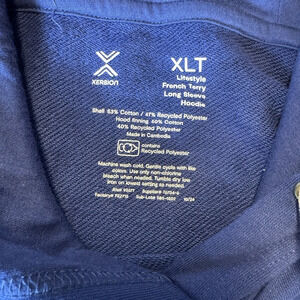 XERSION
XLT
Lifestyle
French Terry
Long Sleeve
Hoodie
Shell 53% Cotton / 47% Recycled Polyester
Hood lining 60% Cotton
40% Recycled Polyester
Made in Cambodia
contains
Recycled Polyester
Machine wash cold. Gentle cycle with like
colors. Use only non-chlorine
bleach when needed. Tumble dry low
Iron on lowest setting as needed.
10/24